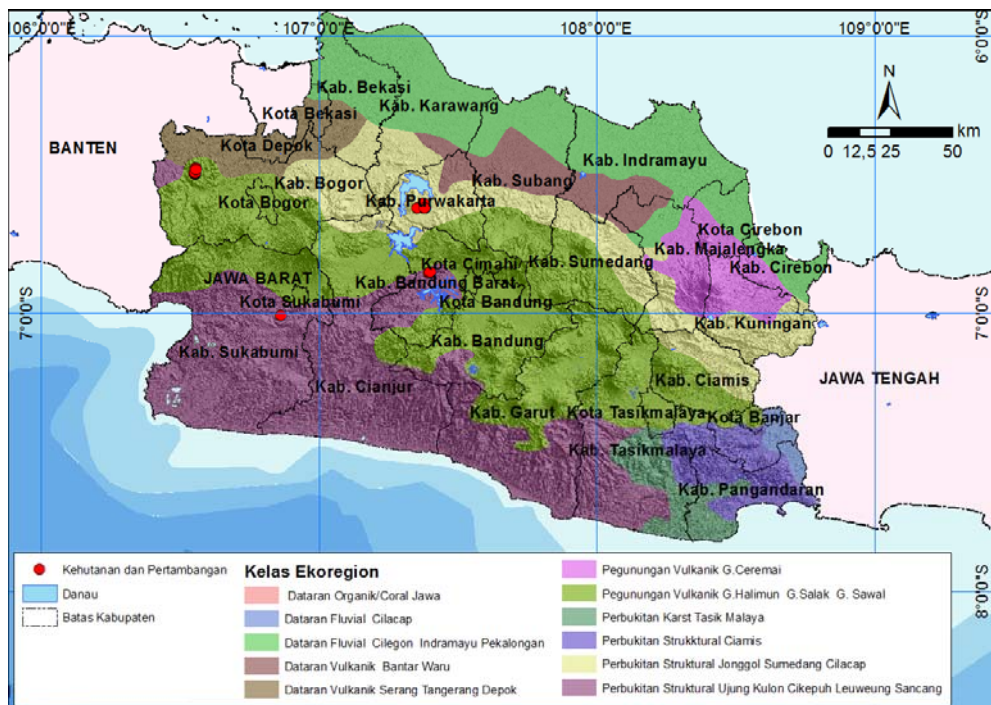 106°0'0"E 107°0'0"E 108°0'0"E 109°0'0"E
6°0'0"S
N
km
0 12,5 25 50
Kab. Bekasi
Kab. Karawang
Kota Bekasi
BANTEN
Kota Depok
Kab. Indramayu
Kab. Bogor
Kab. Subang
Kab. Purwakarta
Kota Bogor
Kota Cirebon
Kab. Majalengka
Kota Cimahi
Kab. Sumedang
Kab. Cirebon
JAWA BARAT
Kab. Bandung Barat
Kota Sukabumi
Kota Bandung
7°0'0"S
7°0'0"S
Kab. Kuningan
Kab. Sukabumi
Kab. Bandung
Kab. Cianjur
Kab. Ciamis
JAWA TENGAH
Kab. Garut
Kota Tasikmalaya
Kota Banjar
Kab. Tasikmalaya
Kab. Pangandaran
8°0'0"S
Kehutanan dan Pertambangan
Danau
Batas Kabupaten
Kelas Ekoregion
Dataran Organik/Coral Jawa
Dataran Fluvial Cilacap
Dataran Fluvial Cilegon Indramayu Pekalongan
Dataran Vulkanik Bantar Waru
Dataran Vulkanik Serang Tangerang Depok
Pegunungan Vulkanik G.Ceremai
Pegunungan Vulkanik G.Halimun G.Salak G. Sawal
Perbukitan Karst Tasik Malaya
Perbukitan Strukktural Ciamis
Perbukitan Struktural Jonggol Sumedang Cilacap
Perbukitan Struktural Ujung Kulon Cikepuh Leuweung Sancang